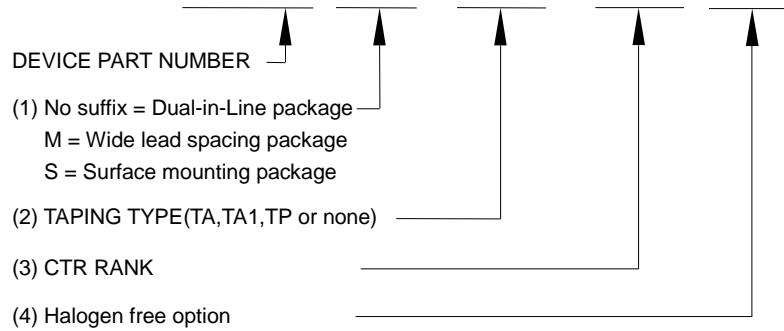 DEVICE PART NUMBER
(1) No suffix = Dual-in-Line package
M = Wide lead spacing package
S = Surface mounting package
(2) TAPING TYPE(TA,TA1,TP or none)
(3) CTR RANK
(4) Halogen free option